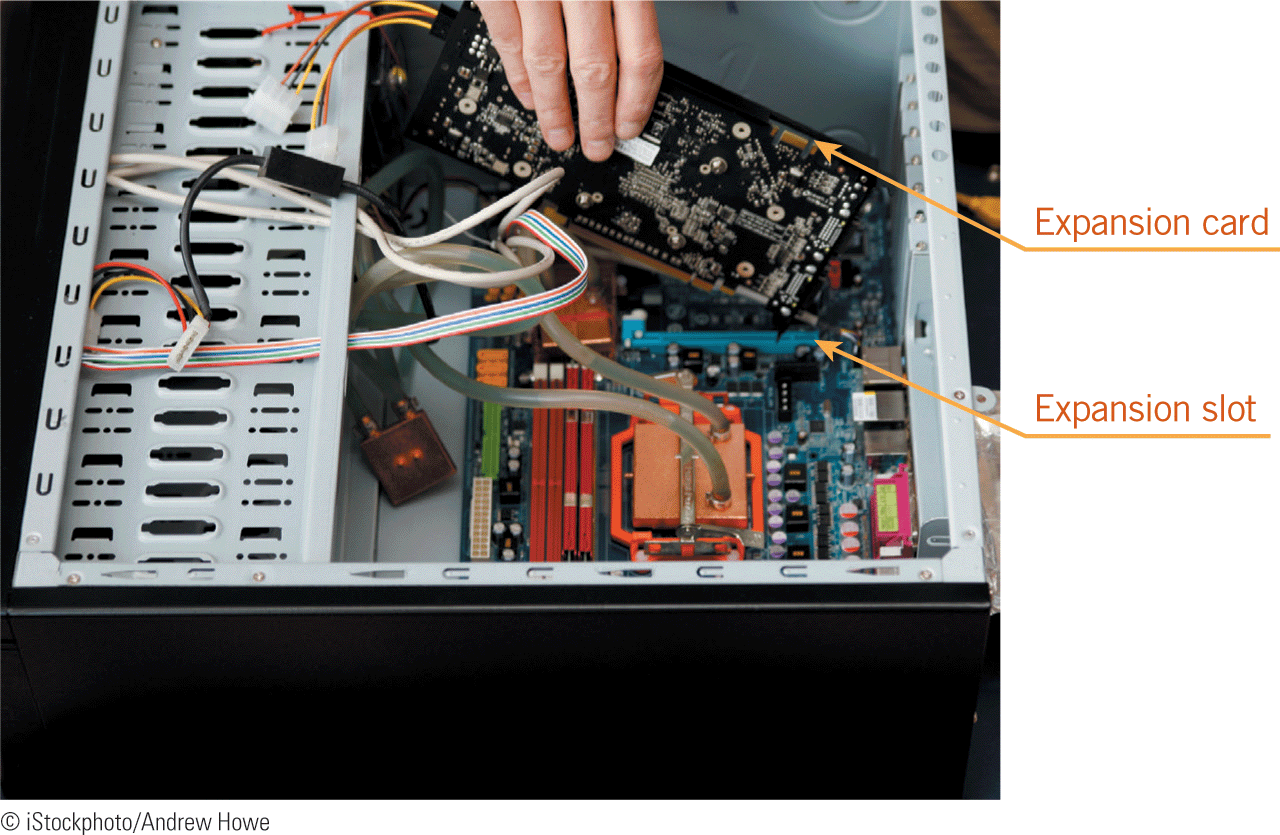 Expansion card
Expansion slot
© iStockphoto/Andrew Howe